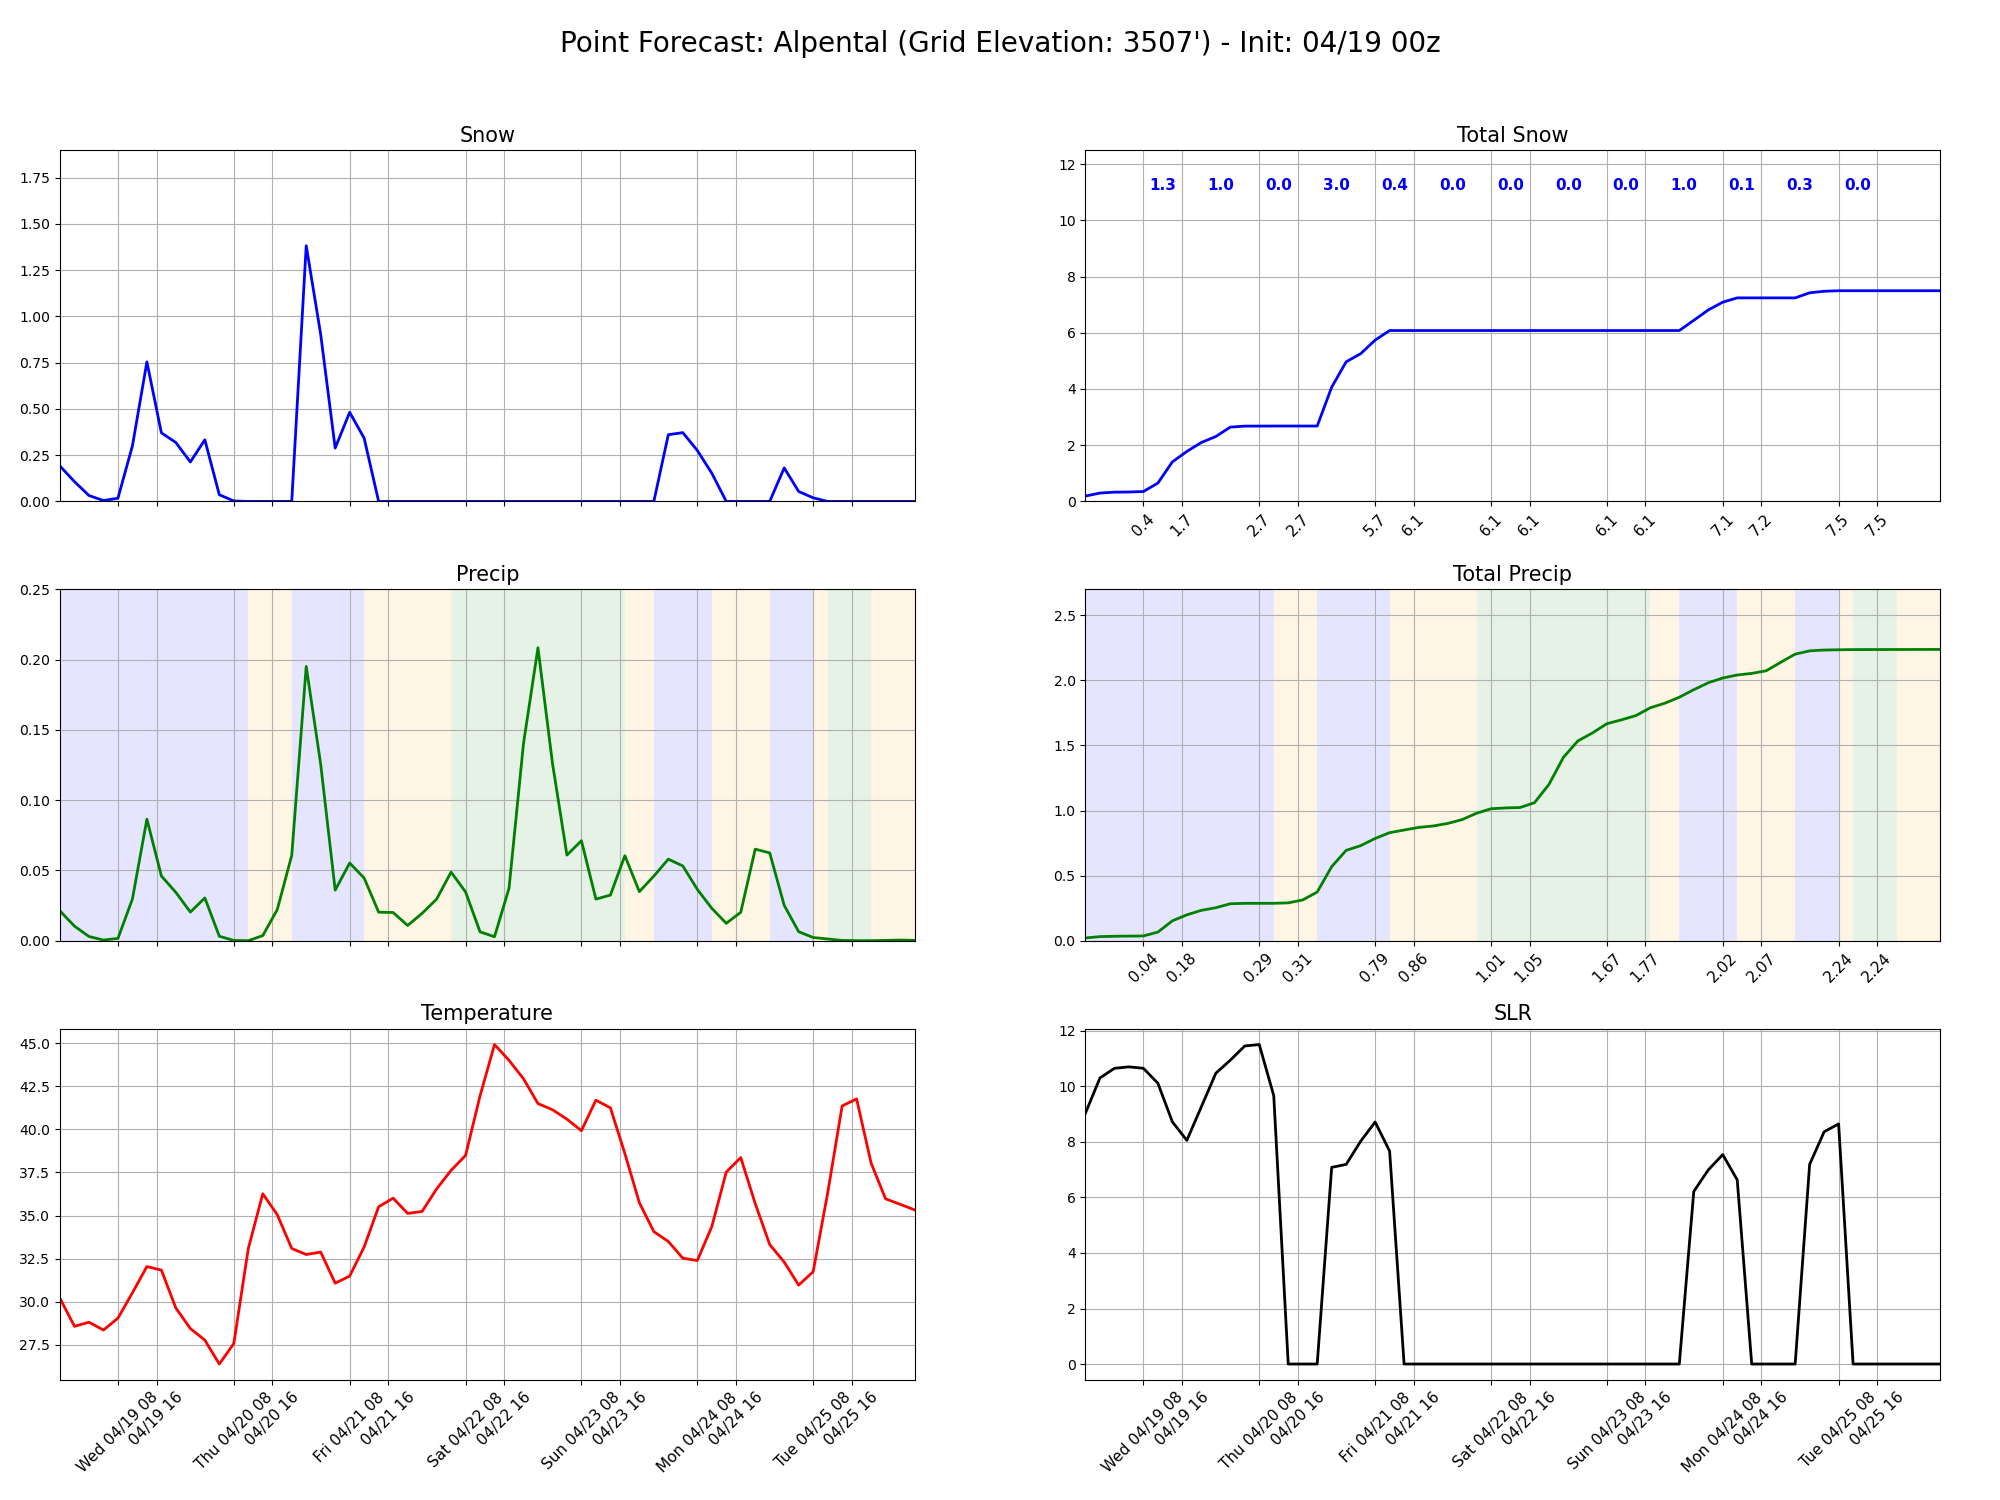 Point Forecast: Alpental (Grid Elevation: 3507') - Init: 04/19 00z
Snow
1.75
1.50
1.25
1.00
0.75
0.50
0.25
0.00
Total Snow
12
10
8
6
4
2
0
1.3 1.0 0.0 3.0 0.4 0.0 0.0 0.0 0.0 1.0 0.1 0.3 0.0
0.4 1.7 2.7 2.7 5.7 6.1 6.1 6.1 6.1 6.1 7.1 7.2 7.5 7.5
Precip
0.25
0.20
0.15
0.10
0.05
0.00
Total Precip
2.5
2.0
1.5
1.0
0.5
0.0
0.04 0.18 0.29 0.31 0.79 0.86 1.01 1.05 1.67 1.77 2.02 2.07 2.24 2.24
Temperature
45.0
42.5
40.0
37.5
35.0
32.5
30.0
27.5
Wed 04/19 08
04/19 16
Thu 04/20 08
04/20 16
Fri 04/21 08
04/21 16
Sat 04/22 08
04/22 16
Sun 04/23 08
04/23 16
Mon 04/24 08
04/24 16
Tue 04/25 08
04/25 16
SLR
12
10
8
6
4
2
0
Wed 04/19 08
04/19 16
Thu 04/20 08
04/20 16
Fri 04/21 08
04/21 16
Sat 04/22 08
04/22 16
Sun 04/23 08
04/23 16
Mon 04/24 08
04/24 16
Tue 04/25 08
04/25 16